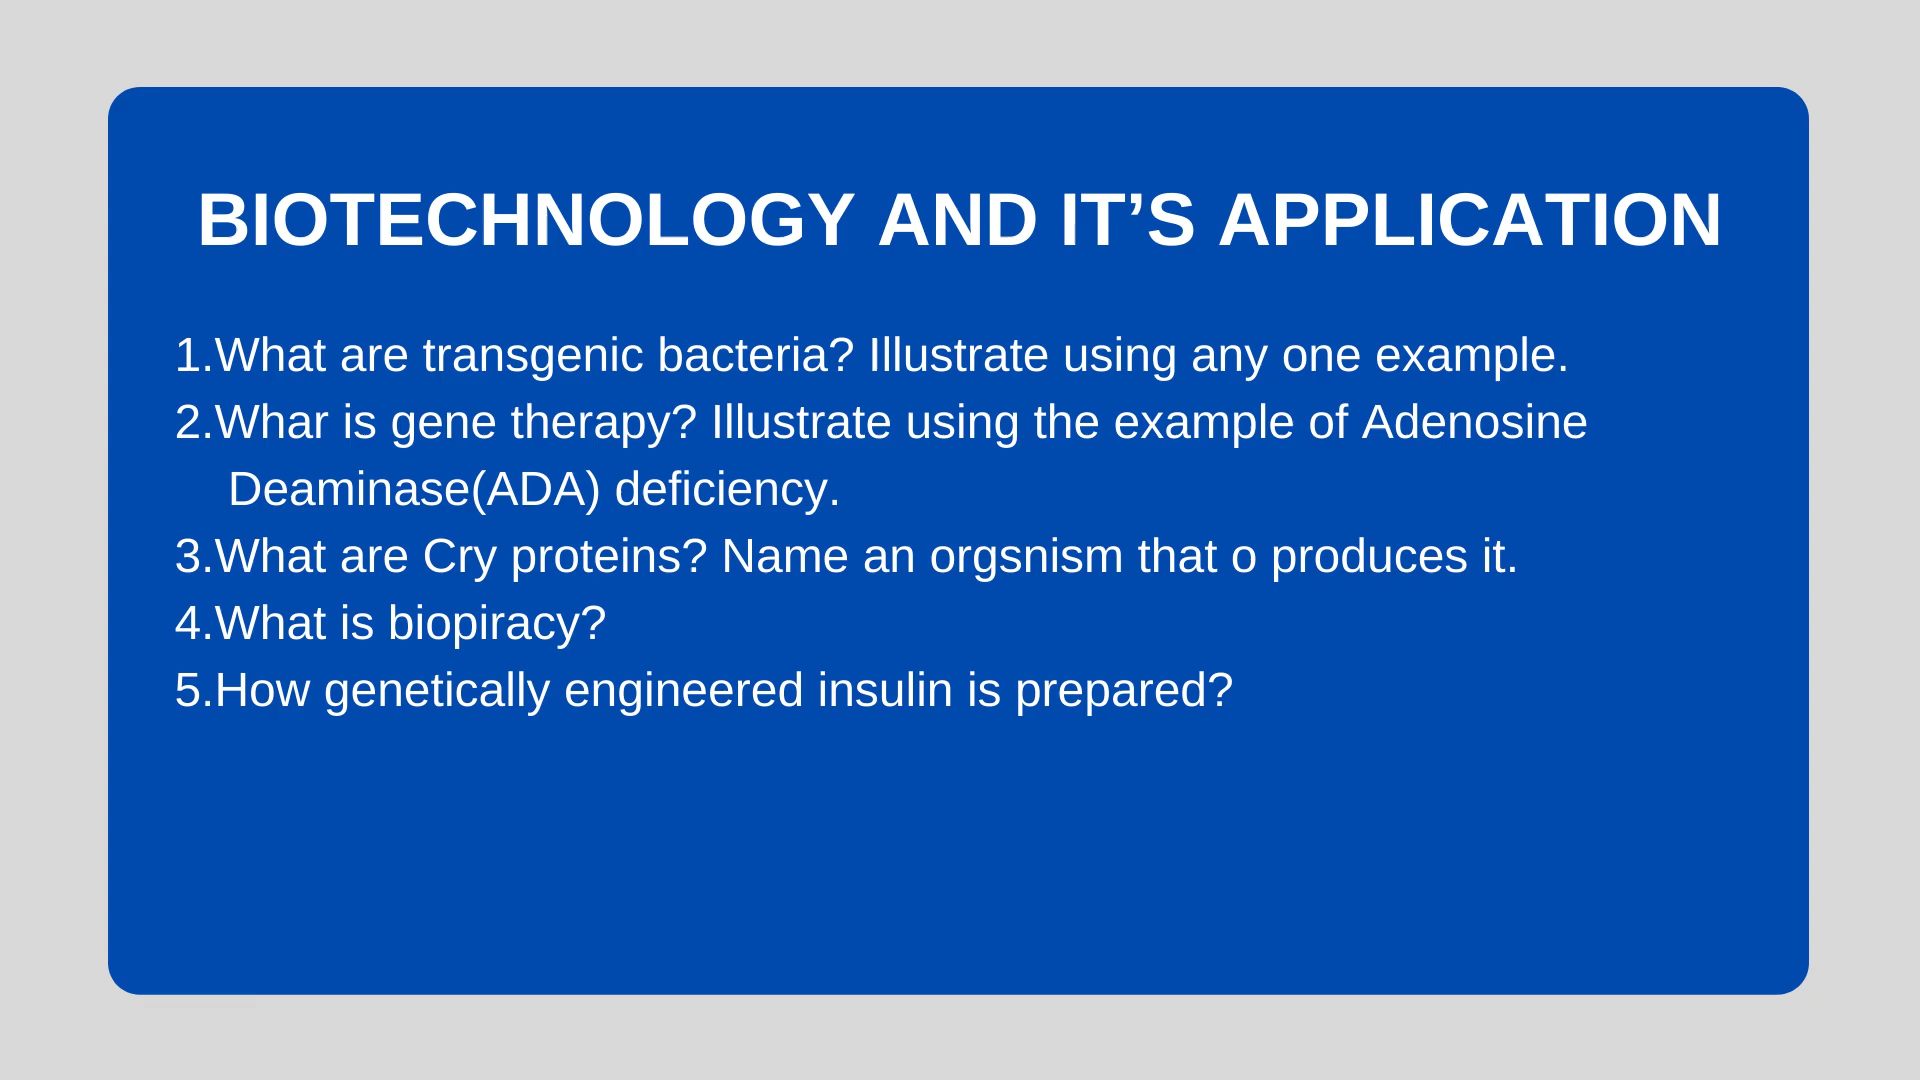 BIOTECHNOLOGY AND IT’S APPLICATION
1.What are transgenic bacteria? Illustrate using any one example.
2.Whar is gene therapy? Illustrate using the example of Adenosine
Deaminase(ADA) deficiency.
3.What are Cry proteins? Name an orgsnism that o produces it.
4.What is biopiracy?
5.How genetically engineered insulin is prepared?